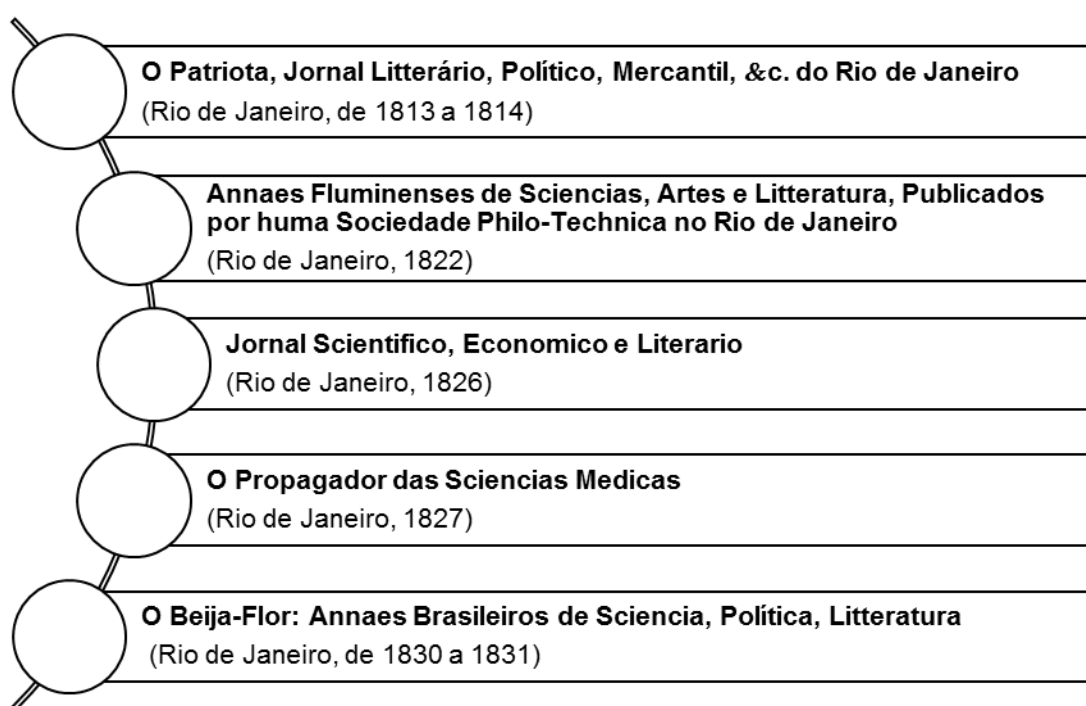 O Patriota, Jornal Litterário, Político, Mercantil, &c. do Rio de Janeiro
(Rio de Janeiro, de 1813 a 1814)
Annaes Fluminenses de Sciencias, Artes e Litteratura, Publicados
por huma Sociedade Philo-Technica no Rio de Janeiro
(Rio de Janeiro, 1822)
Jornal Scientifico, Economico e Literario
(Rio de Janeiro, 1826)
O Propagador das Sciencias Medicas
(Rio de Janeiro, 1827)
O Beija-Flor: Annaes Brasileiros de Sciencia, Política, Litteratura
(Rio de Janeiro, de 1830 a 1831)